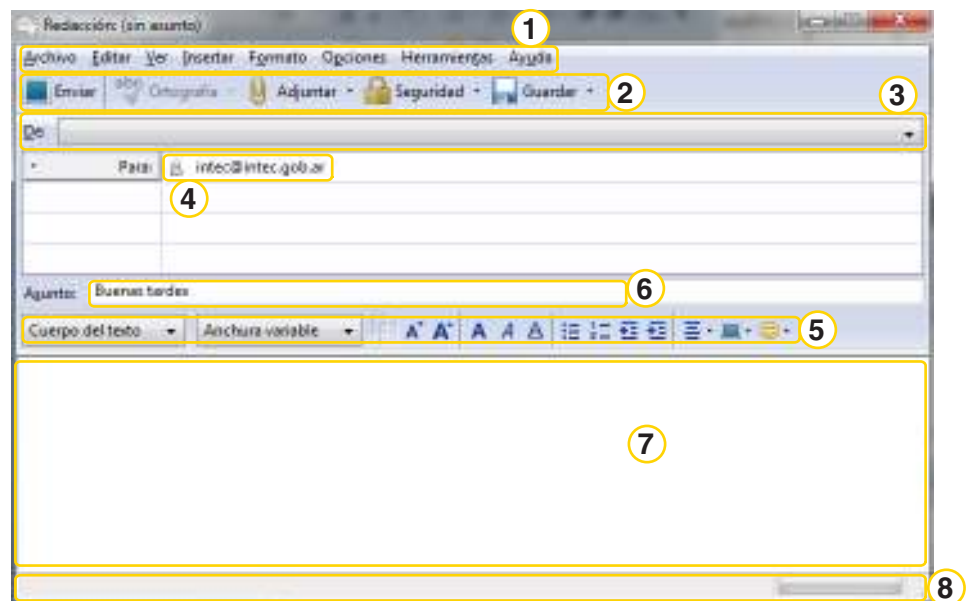 Redacción: (sin asunto)
1
Archivo Editar Ver Insertar Formato Opciones Herramientas Ayuda
Enviar Ortografía Adjuntar Seguridad Guardar
2
3
De
Para: intec@intec.gob.ar
4
Asunto: Buenas tardes
6
Cuerpo del texto Anchura variable A A A A A
5
7
8